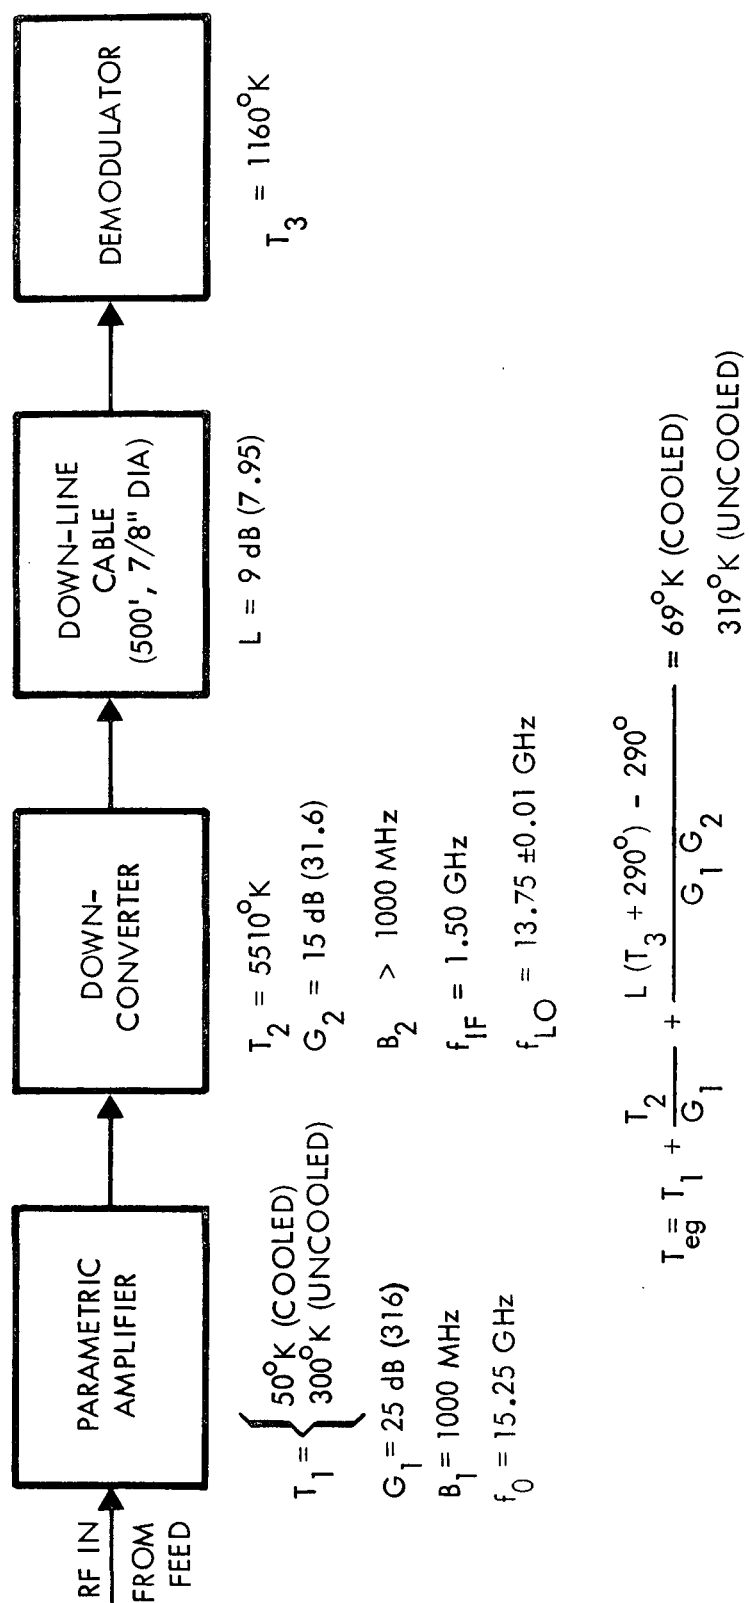 RF IN
FROM
FEED
PARAMETRIC
AMPLIFIER
T₁ = { 50°K (COOLED)
300°K (UNCOOLED)
G₁ = 25 dB (316)
B₁ = 1000 MHz
f₀ = 15.25 GHz
DOWN-
CONVERTER
T₂ = 5510°K
G₂ = 15 dB (31.6)
B₂ > 1000 MHz
f_IF = 1.50 GHz
f_LO = 13.75 ±0.01 GHz
DOWN-LINE
CABLE
(500', 7/8" DIA)
L = 9 dB (7.95)
DEMODULATOR
T₃ = 1160°K
T_eg = T₁ + T₂/G₁ + L (T₃ + 290°) - 290°/G₁ G₂ = 69°K (COOLED)
319°K (UNCOOLED)